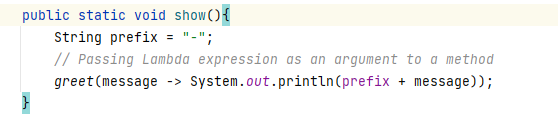 public static void show(){
String prefix = "-";
// Passing Lambda expression as an argument to a method
greet(message -> System.out.println(prefix + message));
}